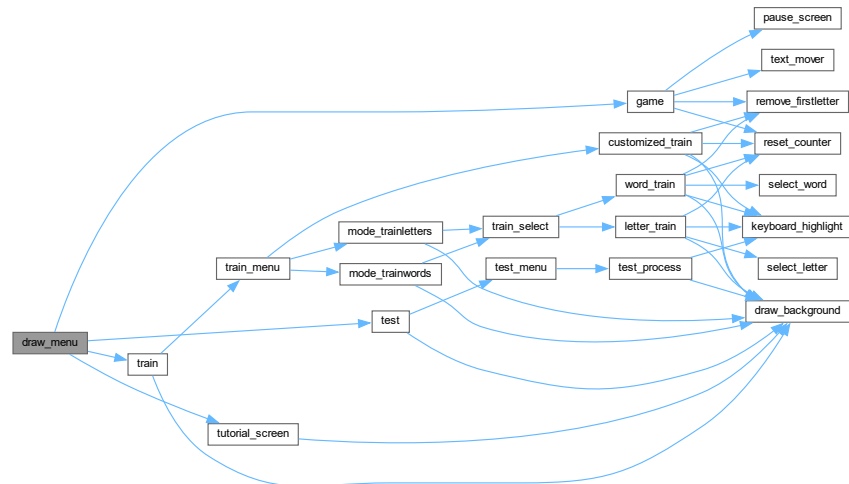 pause_screen
text_mover
game
remove_firstletter
customized_train
reset_counter
word_train
select_word
mode_trainletters
train_select
letter_train
keyboard_highlight
train_menu
mode_trainwords
test_menu
test_process
select_letter
draw_background
test
draw_menu
train
tutorial_screen